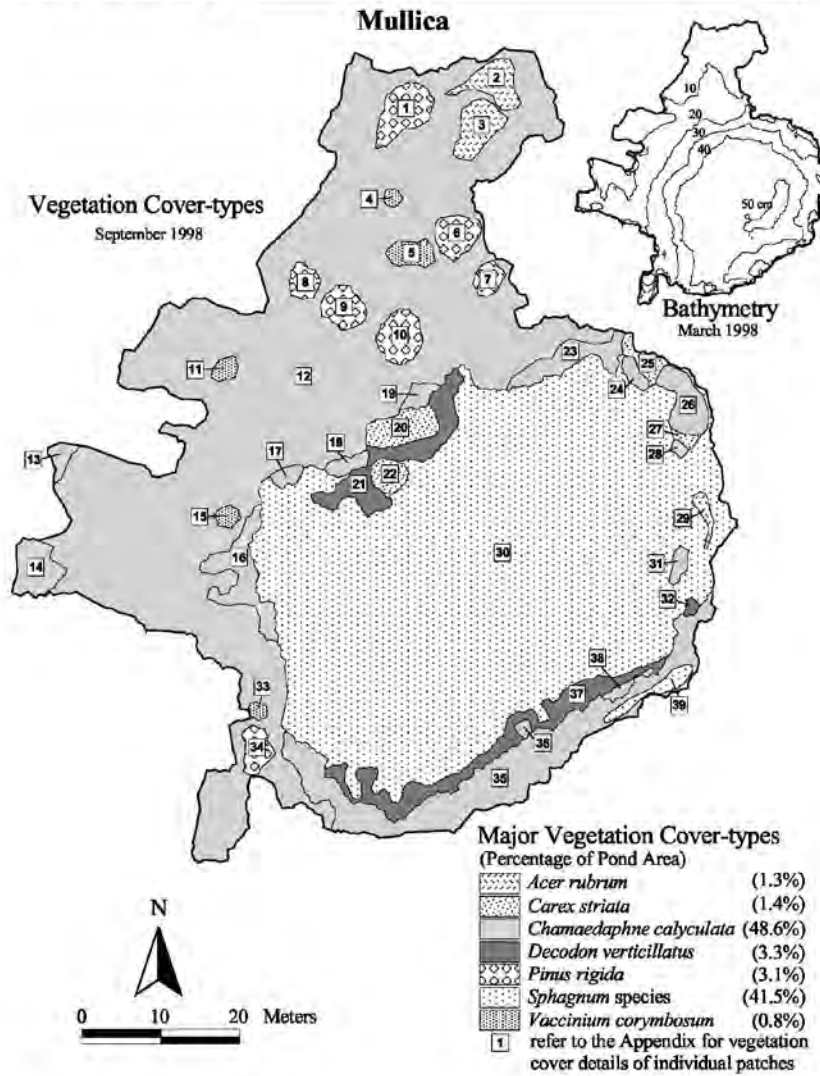 Mullica
Vegetation Cover-types
September 1998
1
2
3
4
5
6
7
8
9
10
11
12
13
14
15
16
17
18
19
20
21
22
23
24
25
26
27
28
29
30
31
32
33
34
35
36
37
38
39
10
20
30
40
50 cm
Bathymetry
March 1998
Major Vegetation Cover-types
(Percentage of Pond Area)
Acer rubrum (1.3%)
Carex striata (1.4%)
Chamaedaphne calyculata (48.6%)
Decodon verticillatus (3.3%)
Pinus rigida (3.1%)
Sphagnum species (41.5%)
Vaccinium corymbosum (0.8%)
1 refer to the Appendix for vegetation
cover details of individual patches
N
0 10 20 Meters